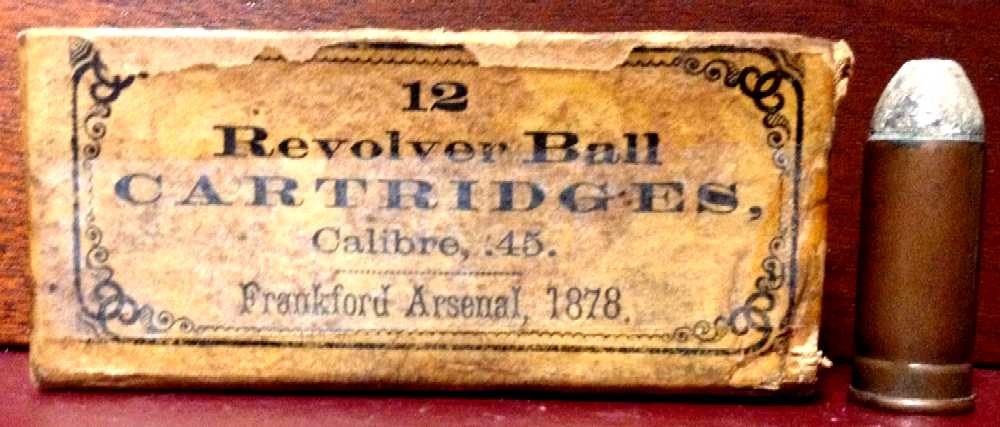 12
Revolver Ball
CARTRIDGES,
Calibre, .45.
Frankford Arsenal, 1878.